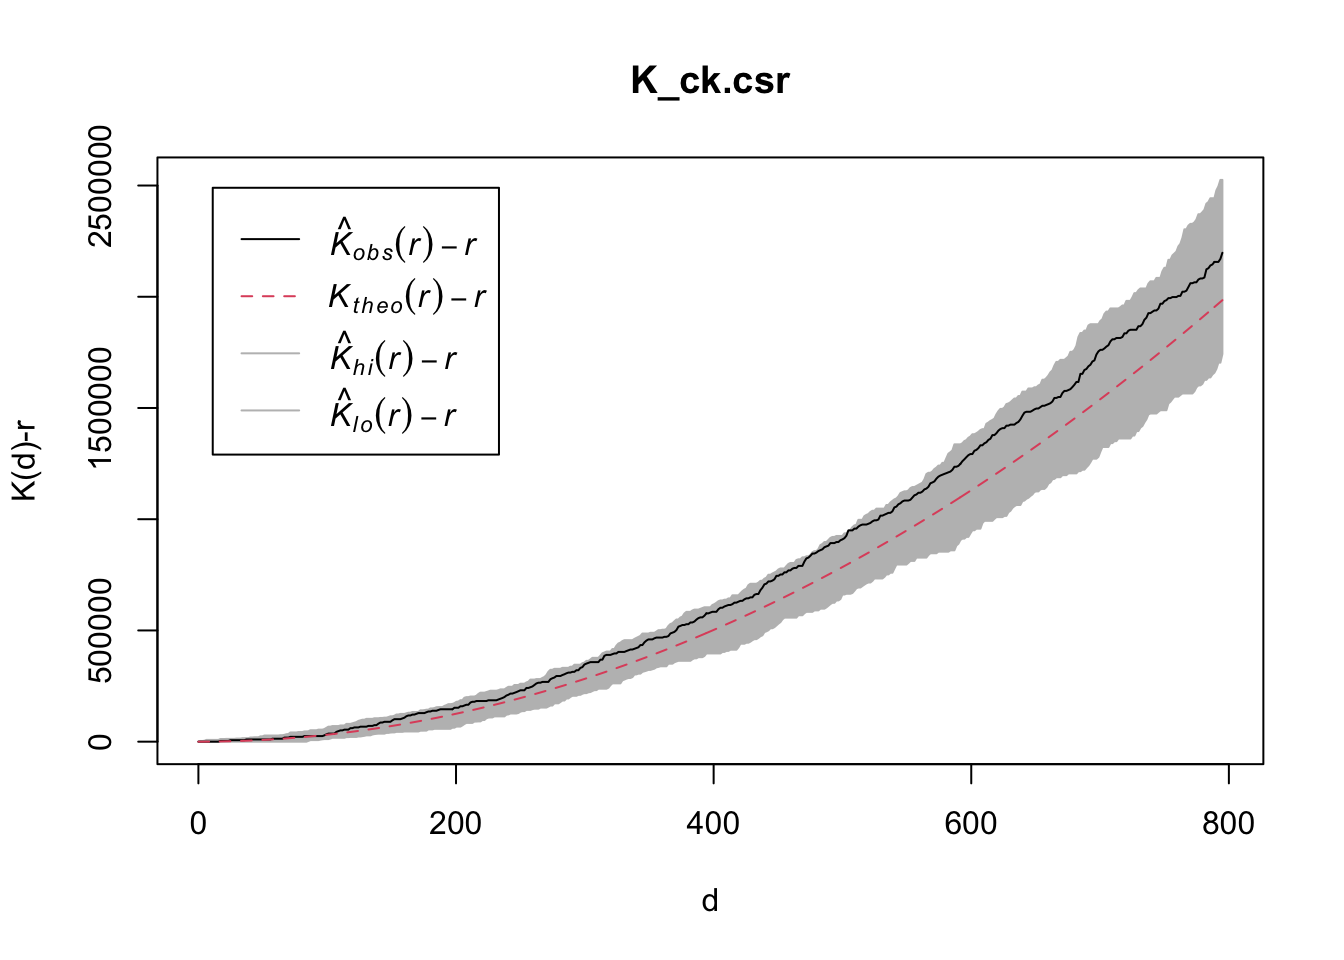 K_ck.csr
K(d)-r
0
500000
1500000
2500000
K̂obs(r) − r
Ktheo(r) − r
K̂hi(r) − r
K̂lo(r) − r
0 200 400 600 800
d